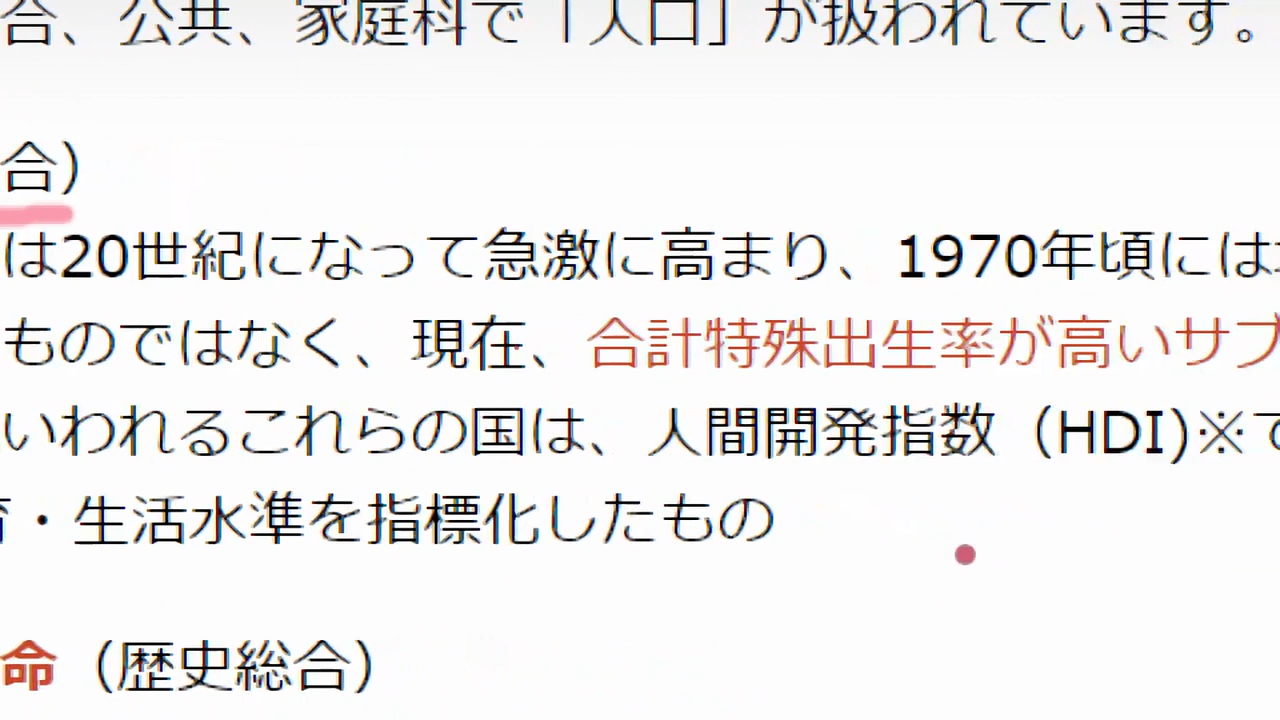 合、公共、家庭科で「人口」が扱われています。
合）
は20世紀になって急激に高まり、1970年頃には
ものではなく、現在、合計特殊出生率が高いサブ
いわれるこれらの国は、人間開発指数（HDI)※で
・生活水準を指標化したもの
命（歴史総合）